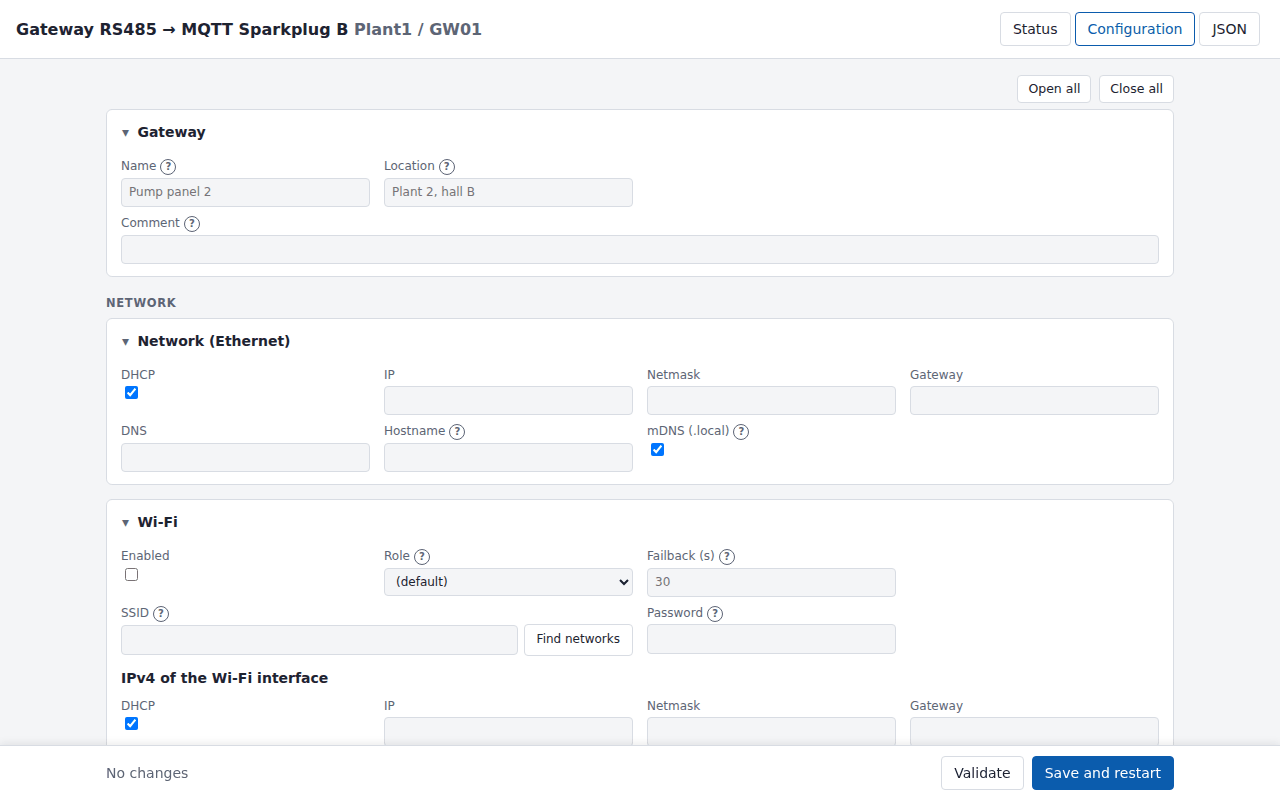 Gateway RS485 → MQTT Sparkplug B Plant1 / GW01
Status Configuration JSON
Open all Close all
▼ Gateway
Name ? Location ?
Pump panel 2 Plant 2, hall B
Comment ?
NETWORK
▼ Network (Ethernet)
DHCP IP Netmask Gateway
DNS Hostname ? mDNS (.local) ?
▼ Wi-Fi
Enabled Role ? Failback (s) ?
(default) 30
SSID ? Password ?
Find networks
IPv4 of the Wi-Fi interface
DHCP IP Netmask Gateway
No changes Validate Save and restart